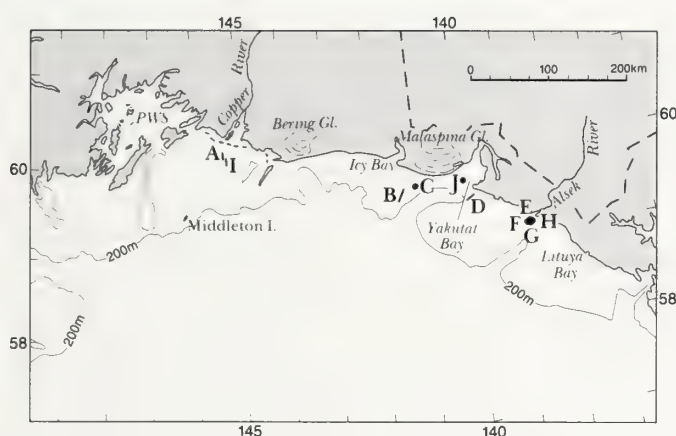 145
140
River
200km
0
100
200km
PWS
Copper
Bering Gl.
Malaspina Gl.
River
60
60
A I
Icy Bay
Alsek
B C J
D
E
F H
G
Middleton I.
Yakutat
Bay
Lituya
Bay
200m
200m
58
58
145
140